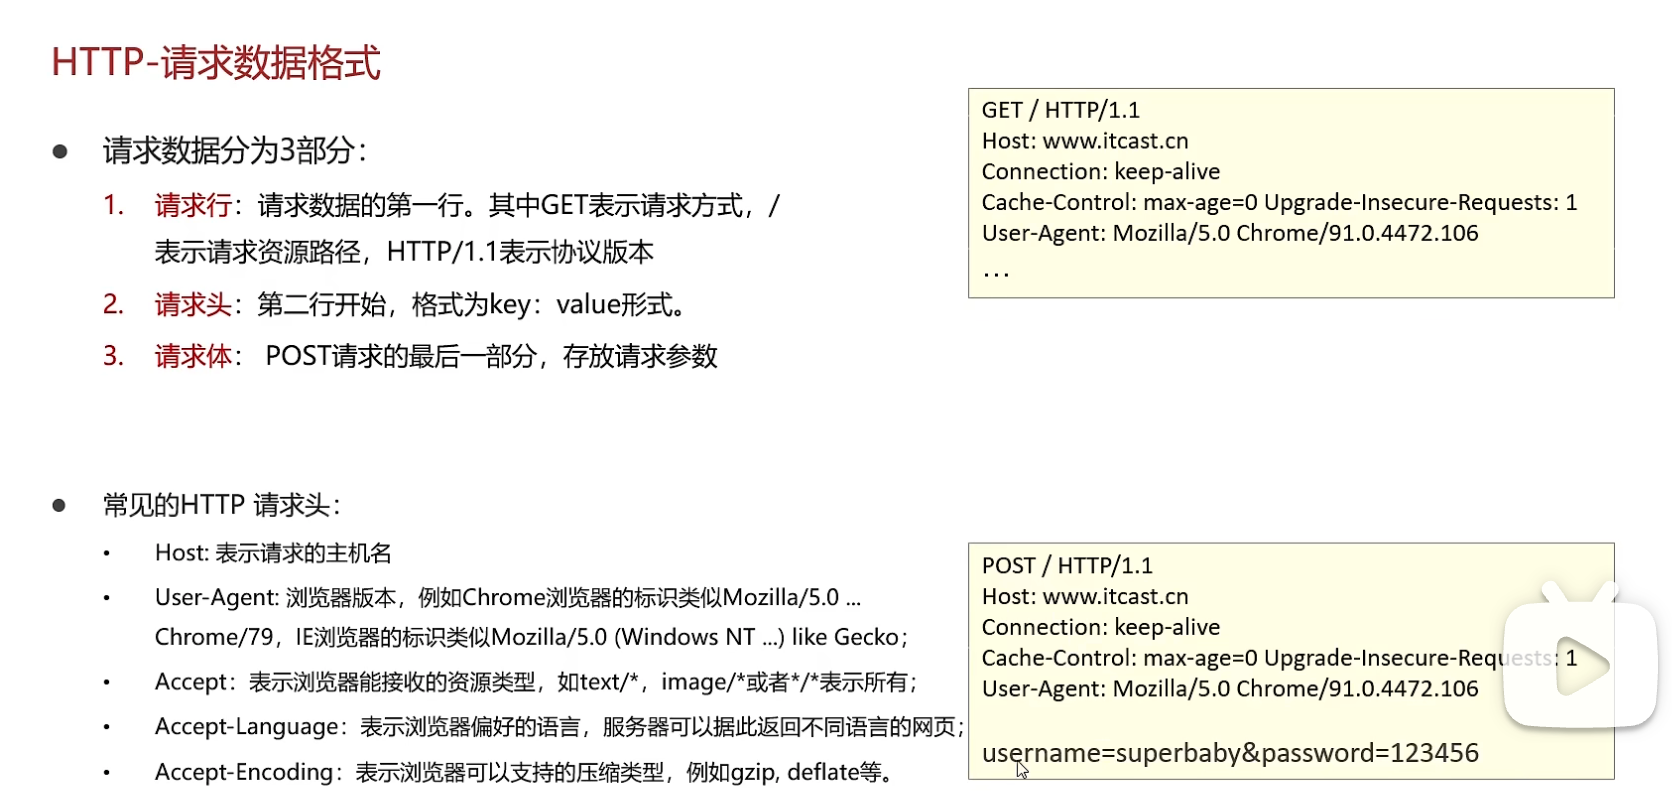 HTTP-请求数据格式
请求数据分为3部分：
1. 请求行：请求数据的第一行。其中GET表示请求方式，/
表示请求资源路径，HTTP/1.1表示协议版本
2. 请求头：第二行开始，格式为key：value形式。
3. 请求体： POST请求的最后一部分，存放请求参数
GET / HTTP/1.1
Host: www.itcast.cn
Connection: keep-alive
Cache-Control: max-age=0 Upgrade-Insecure-Requests: 1
User-Agent: Mozilla/5.0 Chrome/91.0.4472.106
...
常见的HTTP 请求头：
Host: 表示请求的主机名
User-Agent: 浏览器版本，例如Chrome浏览器的标识类似Mozilla/5.0 ...
Chrome/79，IE浏览器的标识类似Mozilla/5.0 (Windows NT ...) like Gecko；
Accept：表示浏览器能接收的资源类型，如text/*，image/*或者*/*表示所有；
Accept-Language：表示浏览器偏好的语言，服务器可以据此返回不同语言的网页；
Accept-Encoding：表示浏览器可以支持的压缩类型，例如gzip, deflate等。
POST / HTTP/1.1
Host: www.itcast.cn
Connection: keep-alive
Cache-Control: max-age=0 Upgrade-Insecure-Requests: 1
User-Agent: Mozilla/5.0 Chrome/91.0.4472.106
username=superbaby&password=123456